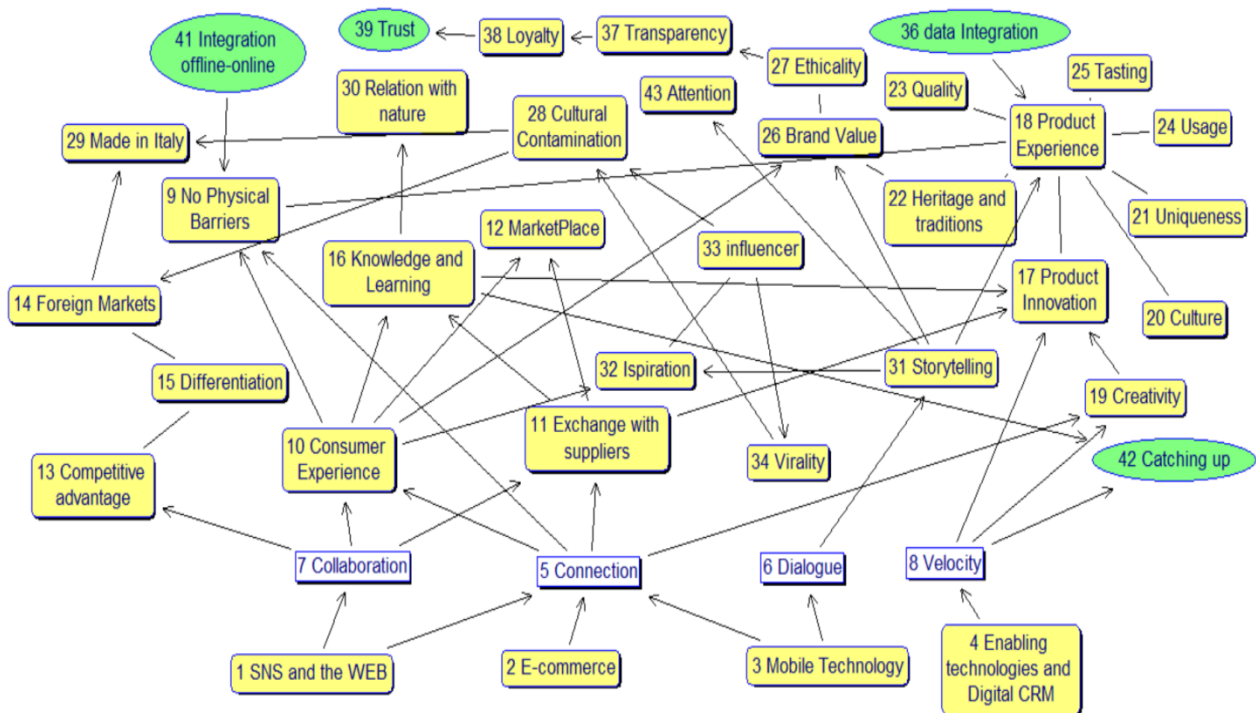 41 Integration
offline-online
39 Trust
38 Loyalty
37 Transparency
36 data Integration
27 Ethicality
25 Tasting
30 Relation with
nature
28 Cultural
Contamination
43 Attention
23 Quality
29 Made in Italy
26 Brand Value
18 Product
Experience
24 Usage
9 No Physical
Barriers
22 Heritage and
traditions
21 Uniqueness
12 MarketPlace
16 Knowledge and
Learning
33 influencer
17 Product
Innovation
14 Foreign Markets
20 Culture
15 Differentiation
32 Ispiration
31 Storytelling
19 Creativity
10 Consumer
Experience
11 Exchange with
suppliers
34 Virality
42 Catching up
13 Competitive
advantage
7 Collaboration
5 Connection
6 Dialogue
8 Velocity
1 SNS and the WEB
2 E-commerce
3 Mobile Technology
4 Enabling
technologies and
Digital CRM